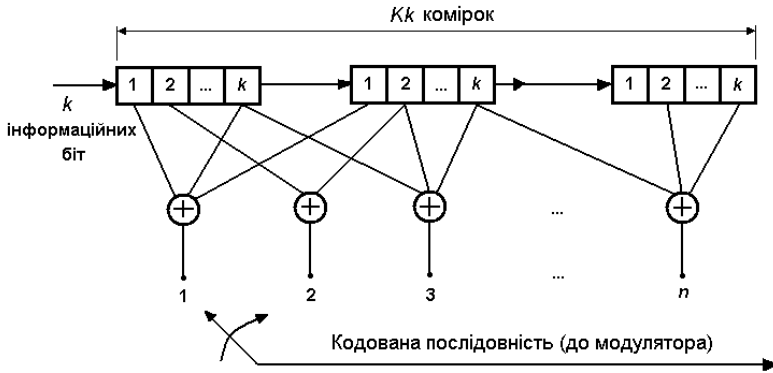 Kk комірок
1 2 ... k 1 2 ... k 1 2 ... k
k
інформаційних
біт
+ + + ... +
...
1 2 3 n
Кодована послідовність (до модулятора)